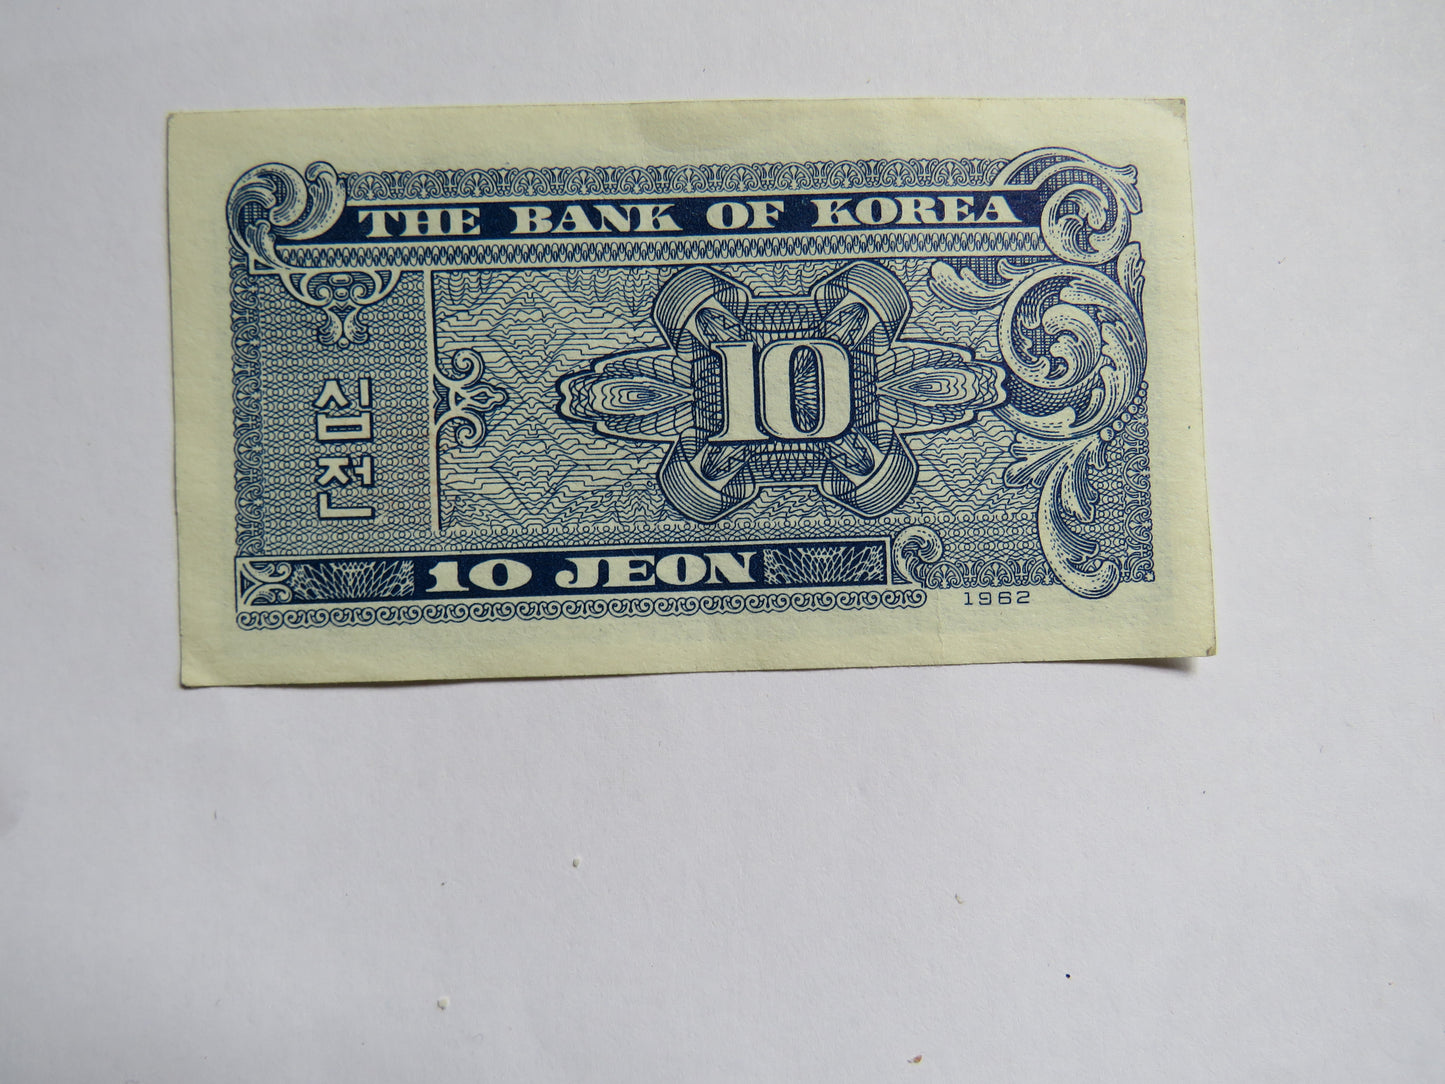 THE BANK OF KOREA
10
십전
10 JEON
1962